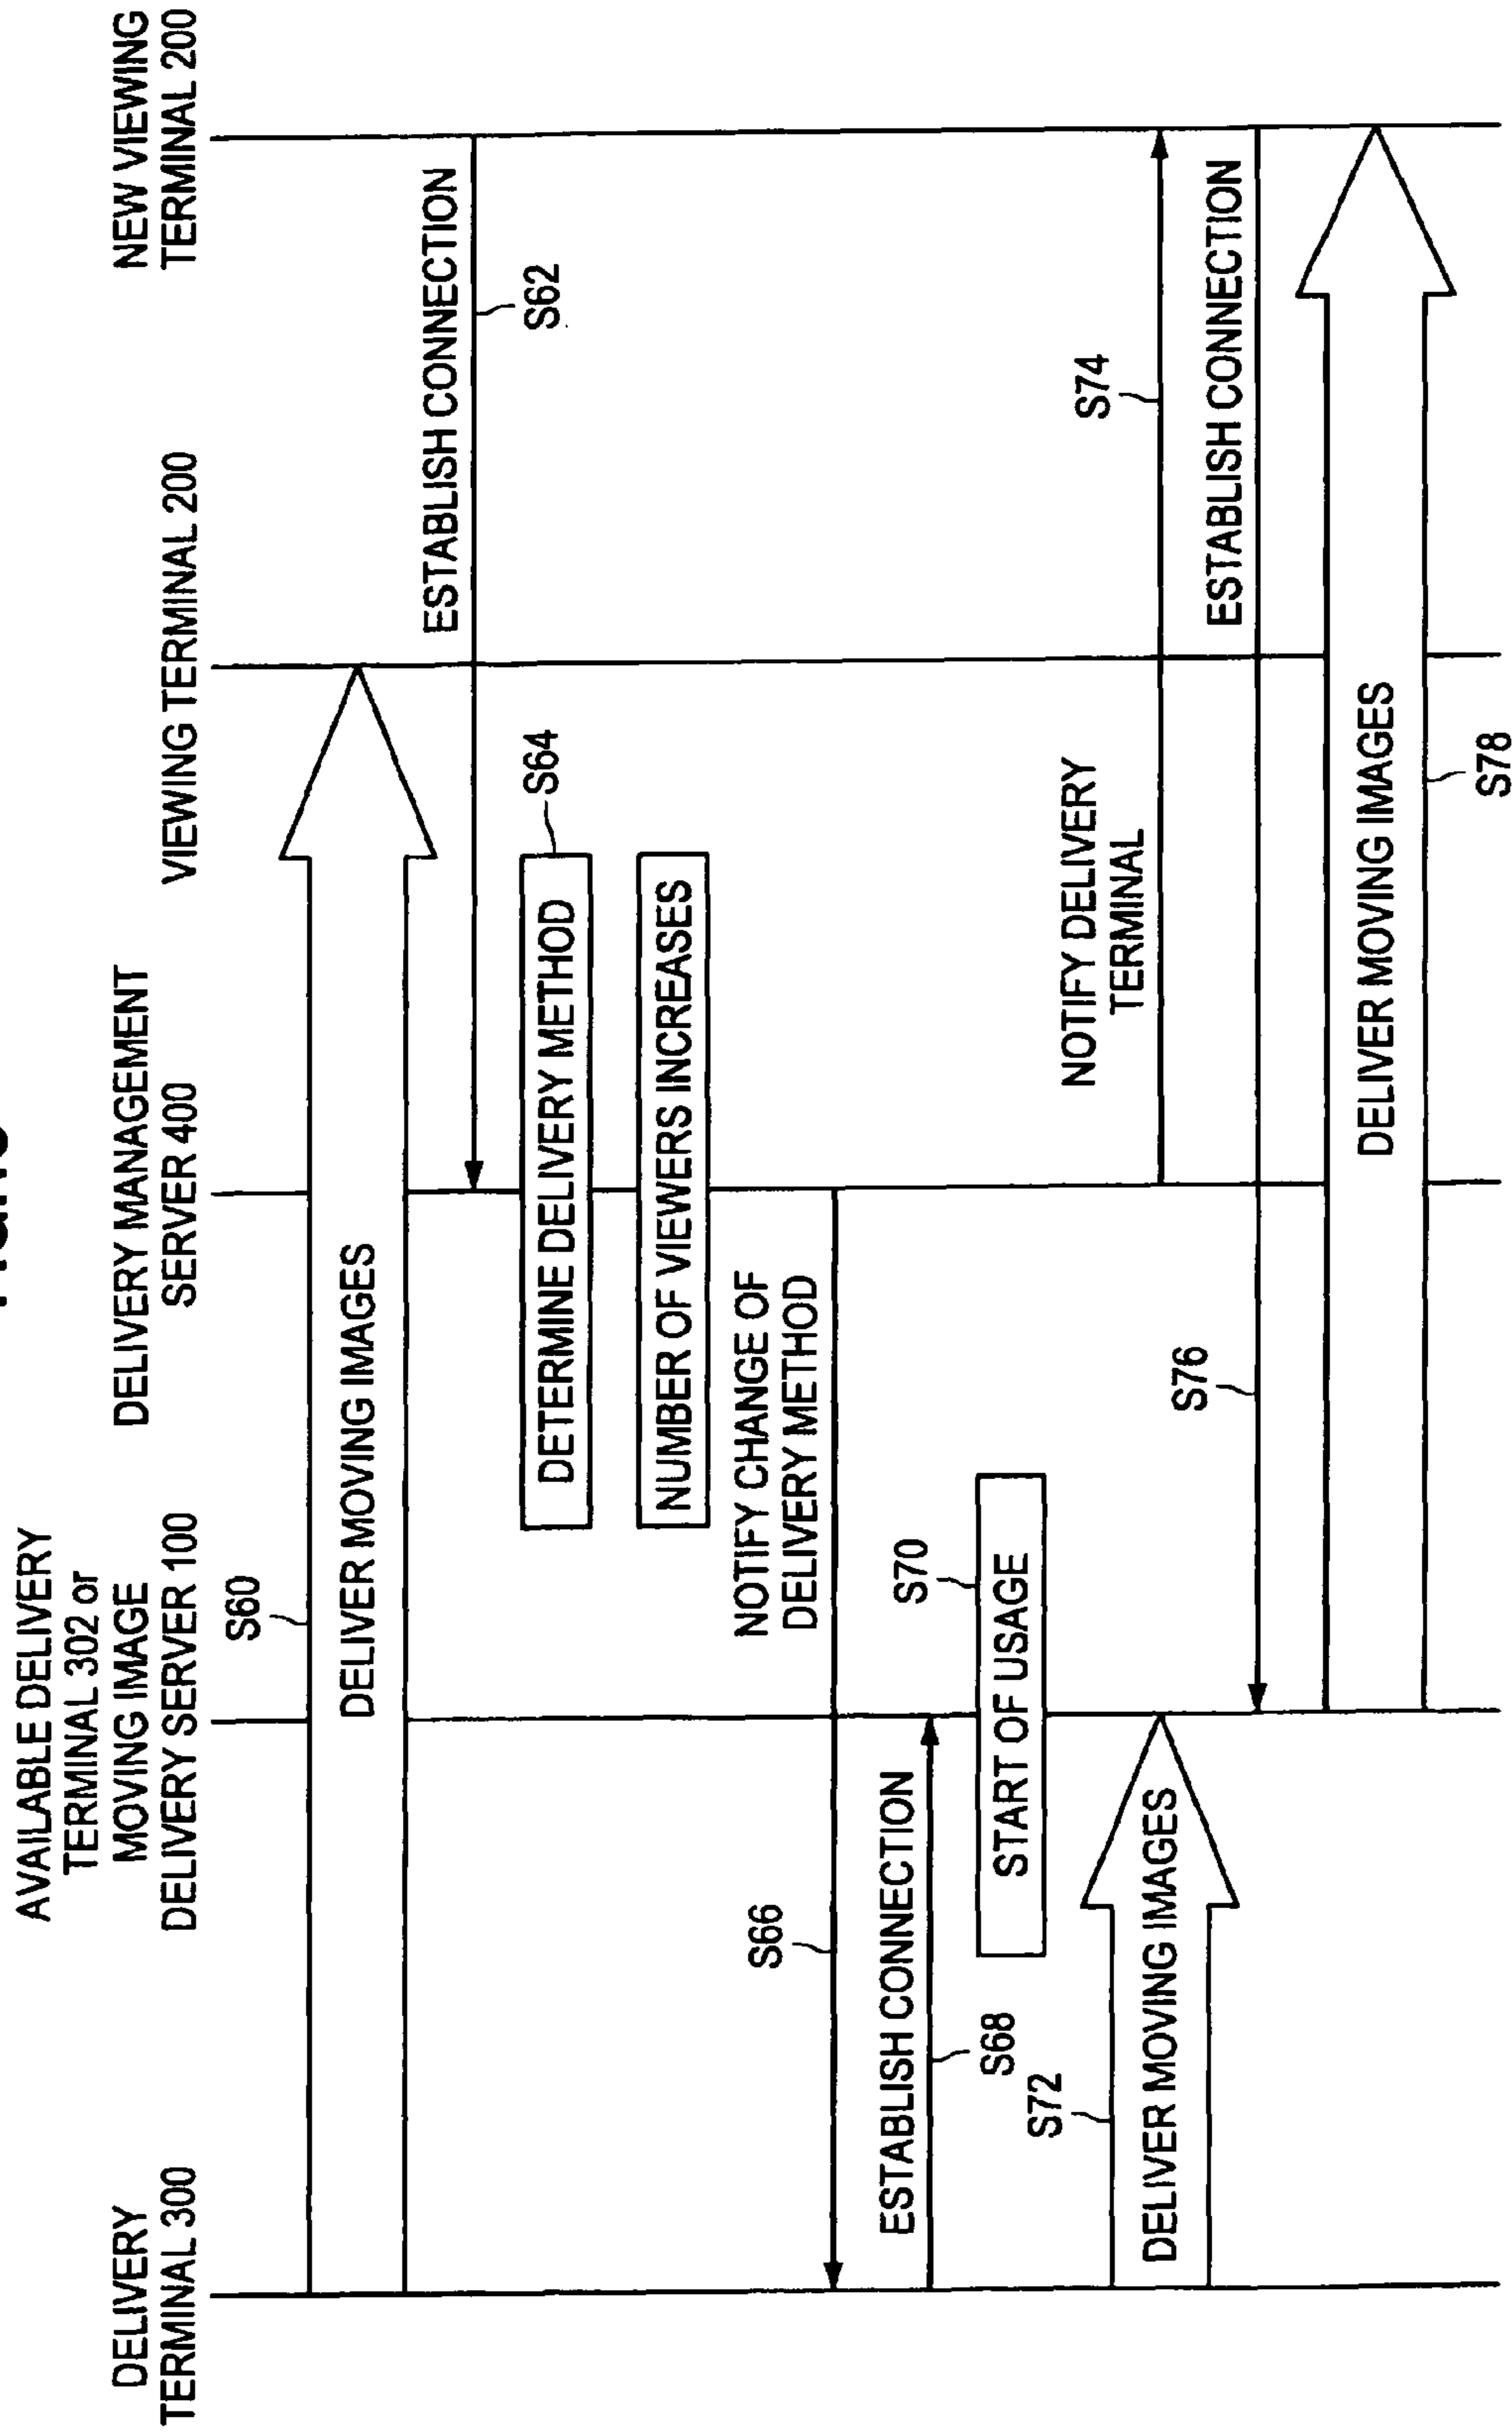 DELIVERY
TERMINAL 300
AVAILABLE DELIVERY
TERMINAL 302 or
MOVING IMAGE
DELIVERY SERVER 100
DELIVERY MANAGEMENT
SERVER 400
VIEWING TERMINAL 200
NEW VIEWING
TERMINAL 200
S60
DELIVER MOVING IMAGES
ESTABLISH CONNECTION
S62
DETERMINE DELIVERY METHOD
S64
NUMBER OF VIEWERS INCREASES
NOTIFY CHANGE OF
DELIVERY METHOD
S66
ESTABLISH CONNECTION
S68
S70
START OF USAGE
S72
DELIVER MOVING IMAGES
NOTIFY DELIVERY
TERMINAL
S74
S76
ESTABLISH CONNECTION
DELIVER MOVING IMAGES
S78